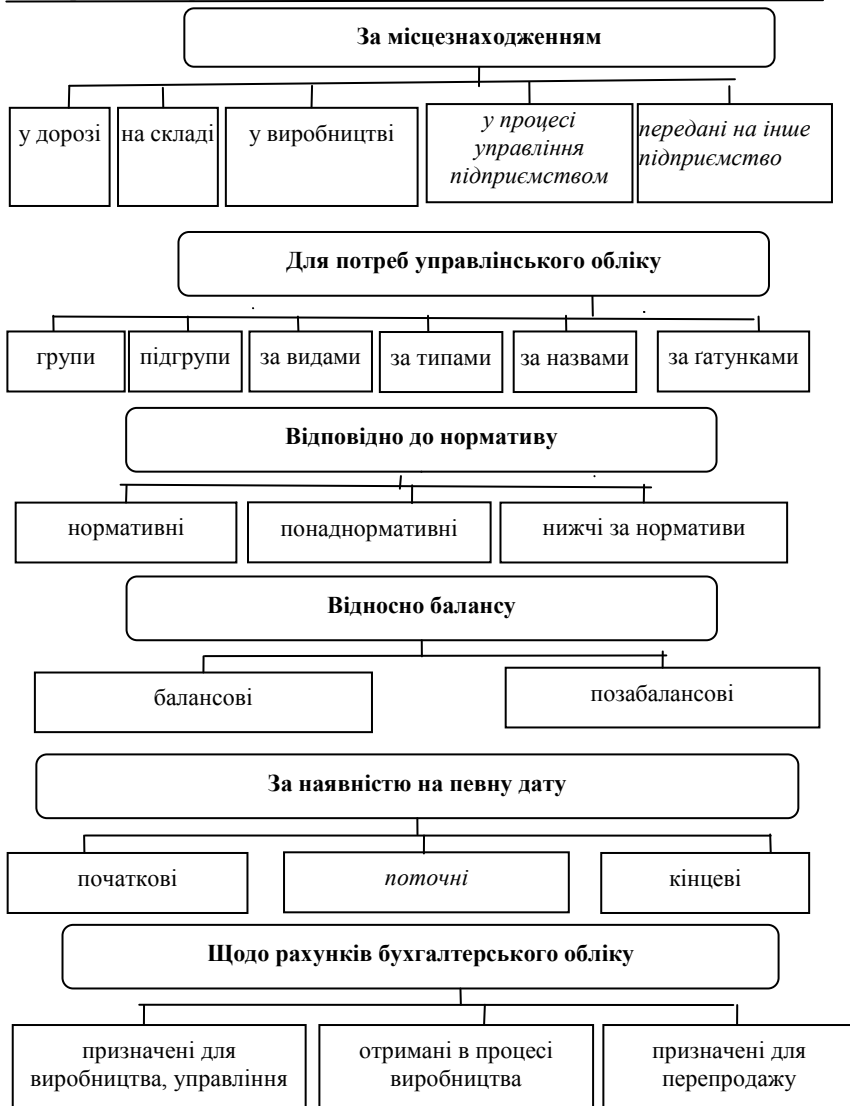 За місцезнаходженням
у дорозі
на складі
у виробництві
у процесі
управління
підприємством
передані на інше
підприємство
Для потреб управлінського обліку
групи
підгрупи
за видами
за типами
за назвами
за ґатунками
Відповідно до нормативу
нормативні
понаднормативні
нижчі за нормативи
Відносно балансу
балансові
позабалансові
За наявністю на певну дату
початкові
поточні
кінцеві
Щодо рахунків бухгалтерського обліку
призначені для
виробництва, управління
отримані в процесі
виробництва
призначені для
перепродажу